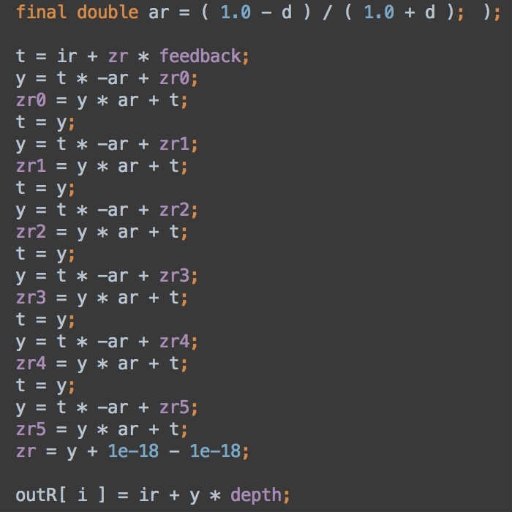 final double ar = ( 1.0 - d ) / ( 1.0 + d ); );
t = ir + zr * feedback;
y = t * -ar + zr0;
zr0 = y * ar + t;
t = y;
y = t * -ar + zr1;
zr1 = y * ar + t;
t = y;
y = t * -ar + zr2;
zr2 = y * ar + t;
t = y;
y = t * -ar + zr3;
zr3 = y * ar + t;
t = y;
y = t * -ar + zr4;
zr4 = y * ar + t;
t = y;
y = t * -ar + zr5;
zr5 = y * ar + t;
zr = y + 1e-18 - 1e-18;
outR[ i ] = ir + y * depth;